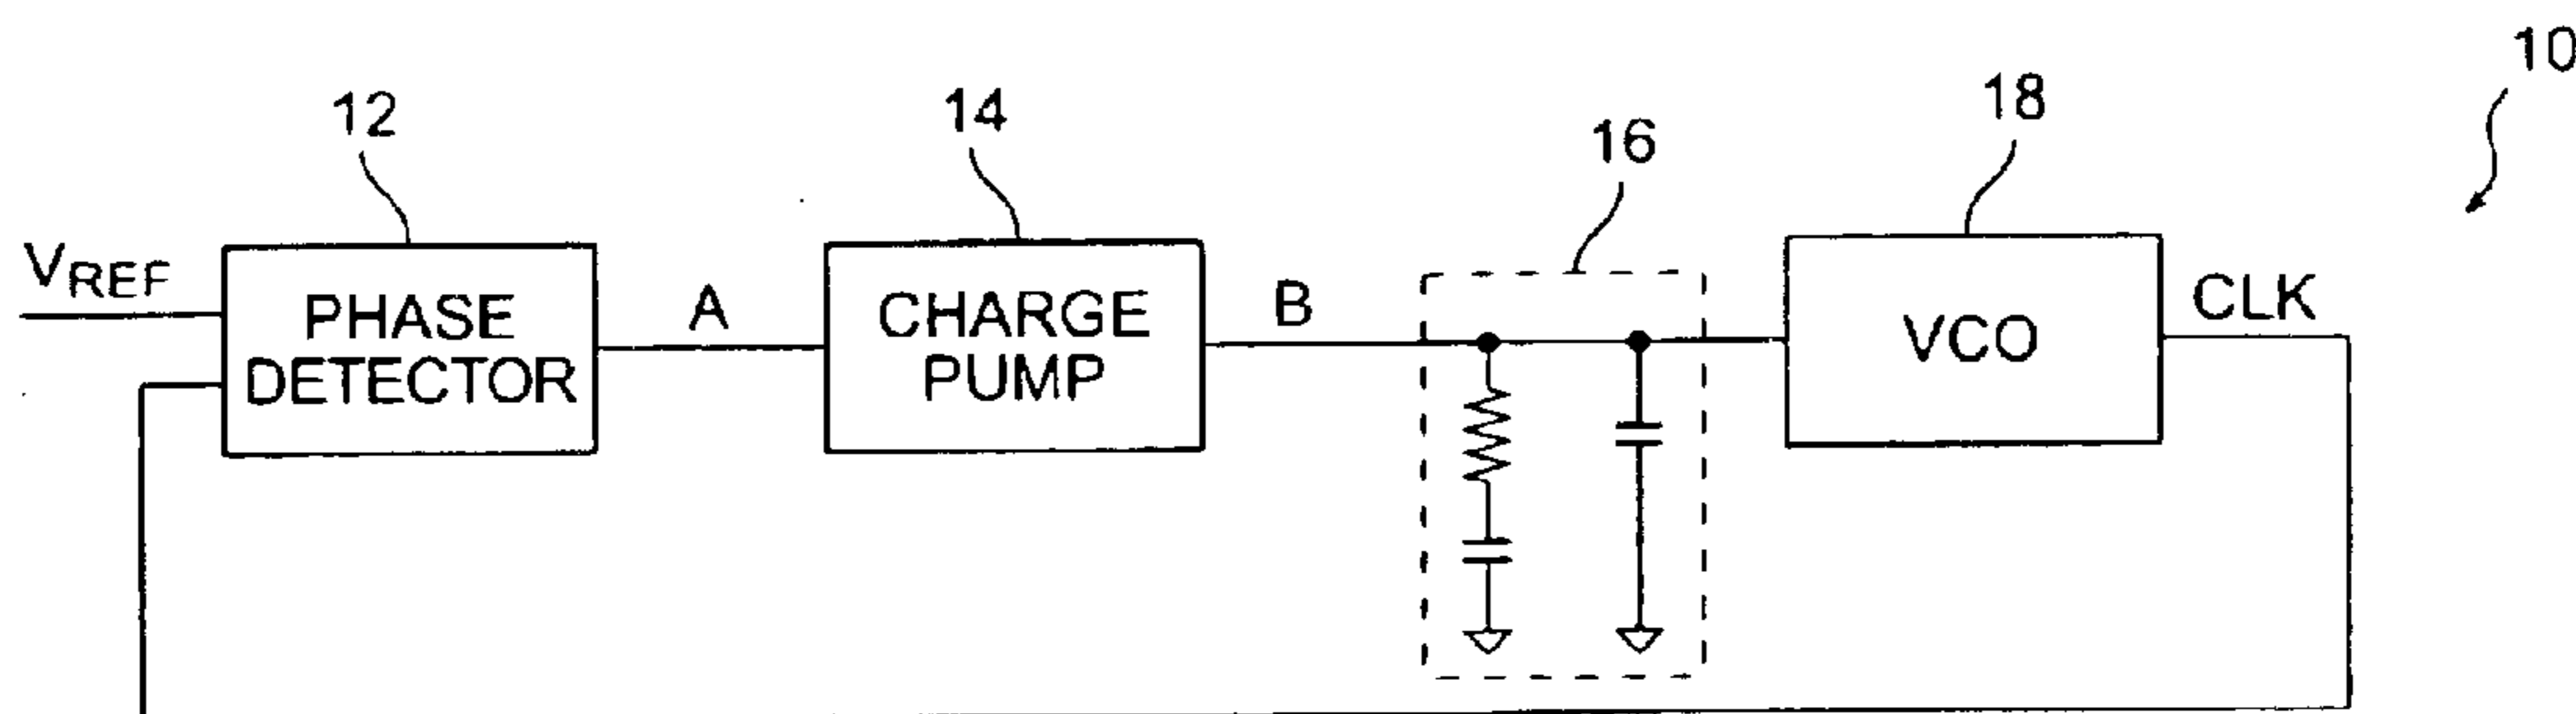 10
12
14
16
18
VREF
PHASE
DETECTOR
A
CHARGE
PUMP
B
VCO
CLK